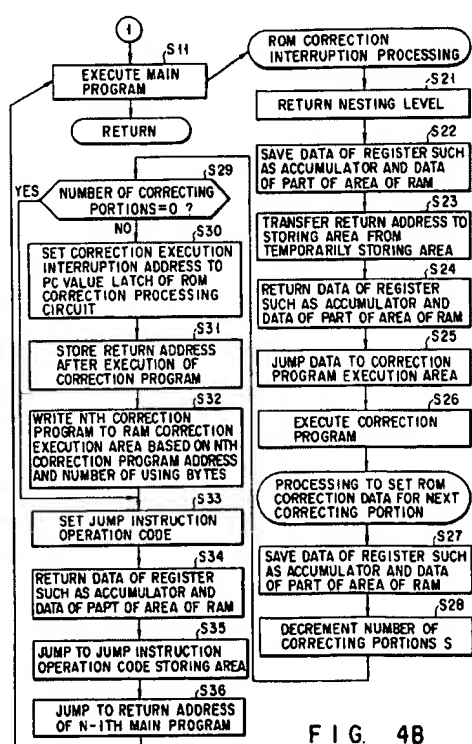 1
S11
EXECUTE MAIN
PROGRAM
RETURN
S29
YES
NUMBER OF CORRECTING
PORTIONS=0 ?
NO
S30
SET CORRECTION EXECUTION
INTERRUPTION ADDRESS TO
PC VALUE LATCH OF ROM
CORRECTION PROCESSING
CIRCUIT
S31
STORE RETURN ADDRESS
AFTER EXECUTION OF
CORRECTION PROGRAM
S32
WRITE NTH CORRECTION
PROGRAM TO RAM CORRECTION
EXECUTION AREA BASED ON NTH
CORRECTION PROGRAM ADDRESS
AND NUMBER OF USING BYTES
S33
SET JUMP INSTRUCTION
OPERATION CODE
S34
RETURN DATA OF REGISTER
SUCH AS ACCUMULATOR AND
DATA OF PAPT OF AREA OF RAM
S35
JUMP TO JUMP INSTRUCTION
OPERATION CODE STORING AREA
S36
JUMP TO RETURN ADDRESS
OF N-1TH MAIN PROGRAM
ROM CORRECTION
INTERRUPTION PROCESSING
S21
RETURN NESTING LEVEL
S22
SAVE DATA OF REGISTER SUCH
AS ACCUMULATOR AND DATA
OF PART OF AREA OF RAM
S23
TRANSFER RETURN ADDRESS TO
STORING AREA FROM
TEMPORARILY STORING AREA
S24
RETURN DATA OF REGISTER
SUCH AS ACCUMULATOR AND
DATA OF PART OF AREA OF RAM
S25
JUMP DATA TO CORRECTION
PROGRAM EXECUTION AREA
S26
EXECUTE CORRECTION
PROGRAM
PROCESSING TO SET ROM
CORRECTION DATA FOR NEXT
CORRECTING PORTION
S27
SAVE DATA OF REGISTER SUCH
AS ACCUMULATOR AND DATA
OF PART OF AREA OF RAM
S28
DECREMENT NUMBER OF
CORRECTING PORTIONS S
FIG. 4B